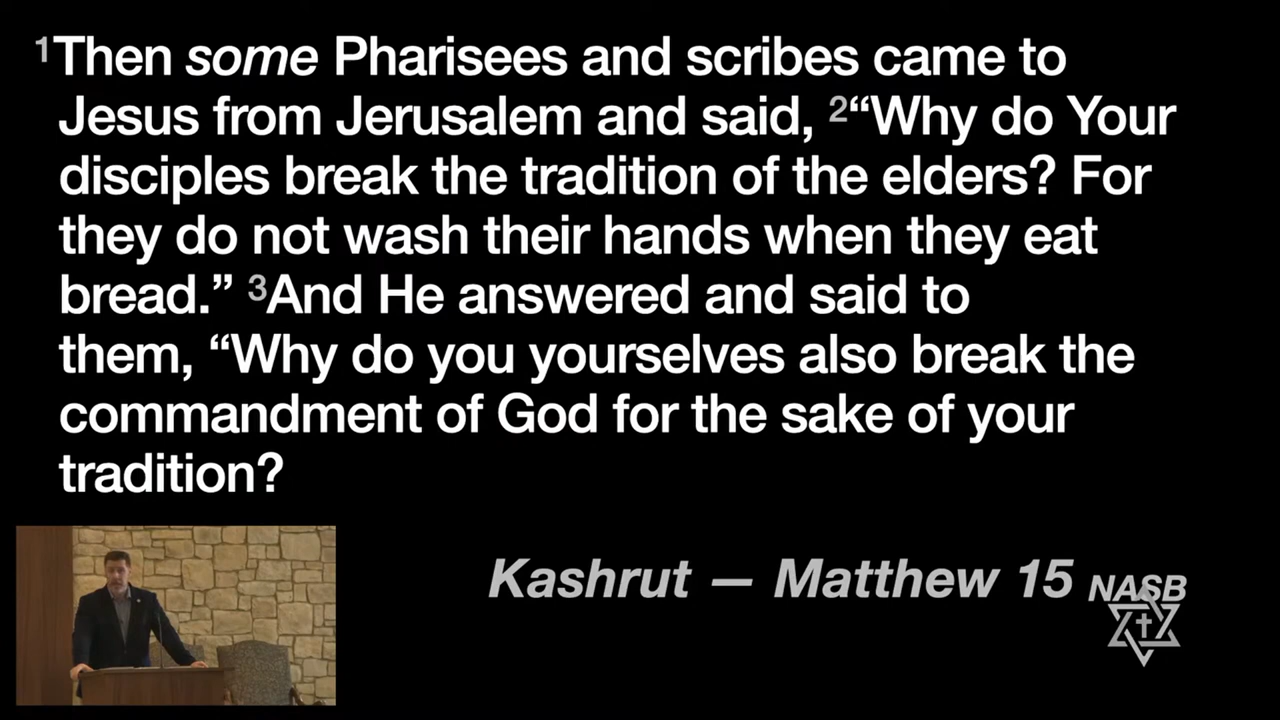 1Then some Pharisees and scribes came to
Jesus from Jerusalem and said, 2“Why do Your
disciples break the tradition of the elders? For
they do not wash their hands when they eat
bread.” 3And He answered and said to
them, “Why do you yourselves also break the
commandment of God for the sake of your
tradition?
Kashrut — Matthew 15 NASB